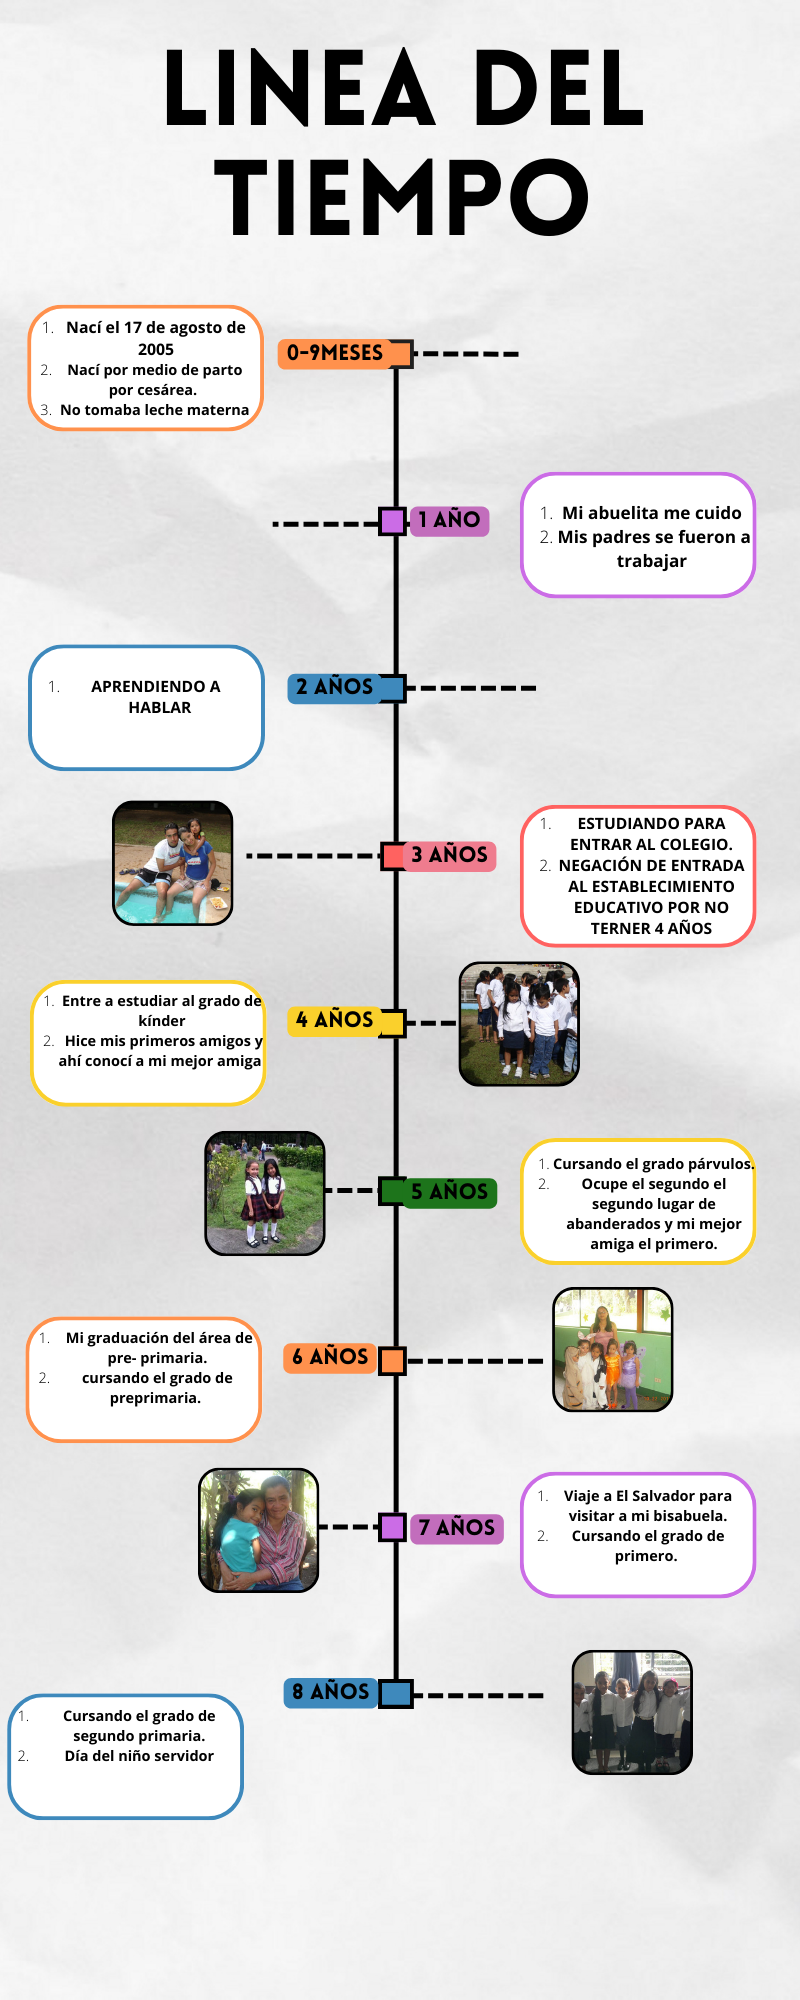 LINEA DEL
TIEMPO
1. Nací el 17 de agosto de
2005
2. Nací por medio de parto
por cesárea.
3. No tomaba leche materna
0-9MESES
1 AÑO
1. Mi abuelita me cuido
2. Mis padres se fueron a
trabajar
1. APRENDIENDO A
HABLAR
2 AÑOS
3 AÑOS
1. ESTUDIANDO PARA
ENTRAR AL COLEGIO.
2. NEGACIÓN DE ENTRADA
AL ESTABLECIMIENTO
EDUCATIVO POR NO
TERNER 4 AÑOS
1. Entre a estudiar al grado de
kínder
2. Hice mis primeros amigos y
ahí conocí a mi mejor amiga
4 AÑOS
5 AÑOS
1. Cursando el grado párvulos.
2. Ocupe el segundo el
segundo lugar de
abanderados y mi mejor
amiga el primero.
1. Mi graduación del área de
pre- primaria.
2. cursando el grado de
preprimaria.
6 AÑOS
7 AÑOS
1. Viaje a El Salvador para
visitar a mi bisabuela.
2. Cursando el grado de
primero.
8 AÑOS
1. Cursando el grado de
segundo primaria.
2. Día del niño servidor